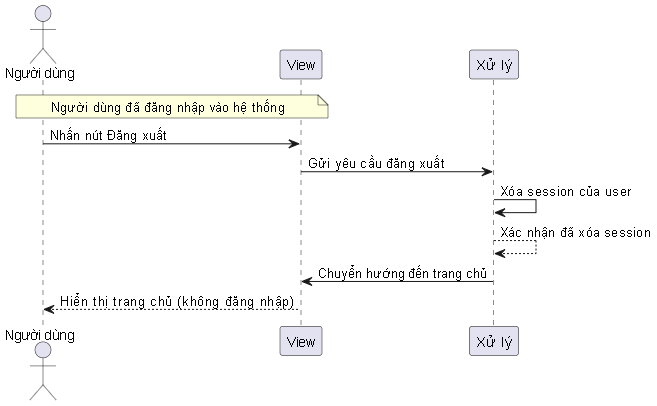 Người dùng
View
Xử lý
Người dùng đã đăng nhập vào hệ thống
Nhấn nút Đăng xuất
Gửi yêu cầu đăng xuất
Xóa session của user
Xác nhận đã xóa session
Chuyển hướng đến trang chủ
Hiển thị trang chủ (không đăng nhập)
Người dùng
View
Xử lý